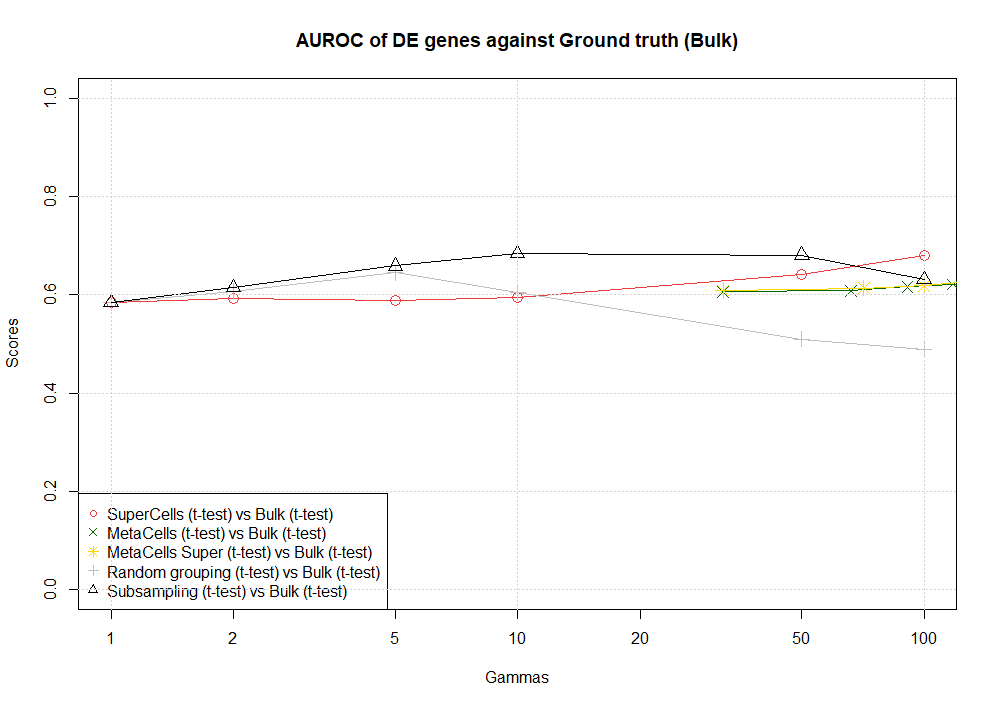 AUROC of DE genes against Ground truth (Bulk)
1.0
0.8
0.6
0.4
0.2
0.0
Scores
SuperCells (t-test) vs Bulk (t-test)
MetaCells (t-test) vs Bulk (t-test)
MetaCells Super (t-test) vs Bulk (t-test)
Random grouping (t-test) vs Bulk (t-test)
Subsampling (t-test) vs Bulk (t-test)
1 2 5 10 20 50 100
Gammas